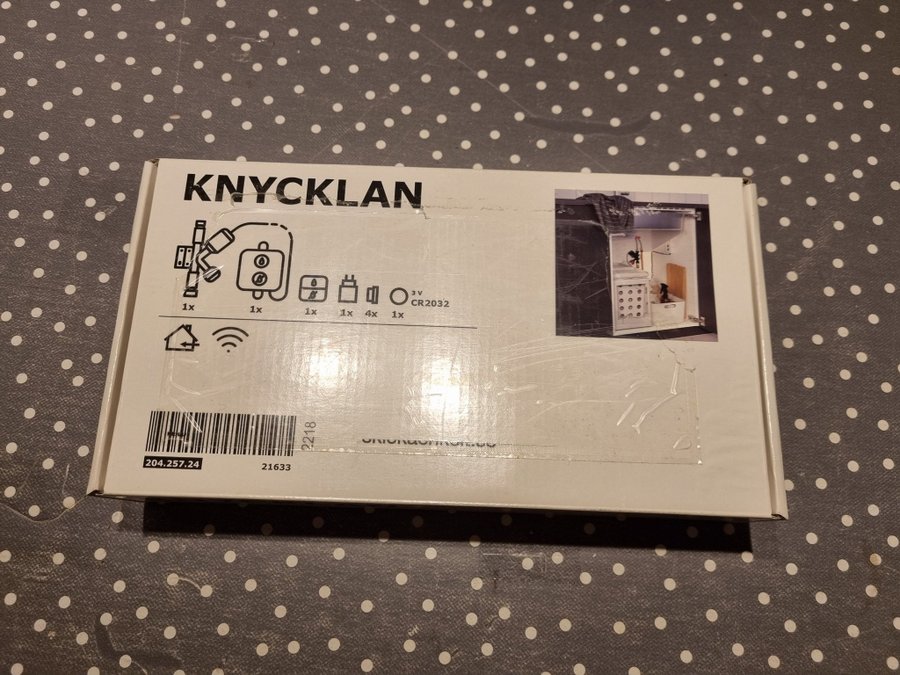 KNYCKLAN
3 V
CR2032
1x 1x 1x 1x 4x 1x
2218
204.257.24
21633